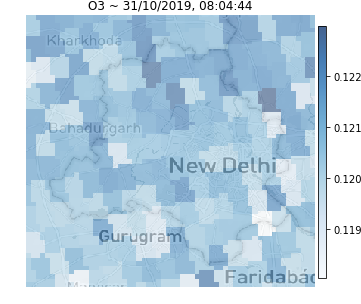 O3 ~ 31/10/2019, 08:04:44
Kharkhoda
Bahadurgarh
New Delhi
Gurugram
Faridabad
0.122
0.121
0.120
0.119